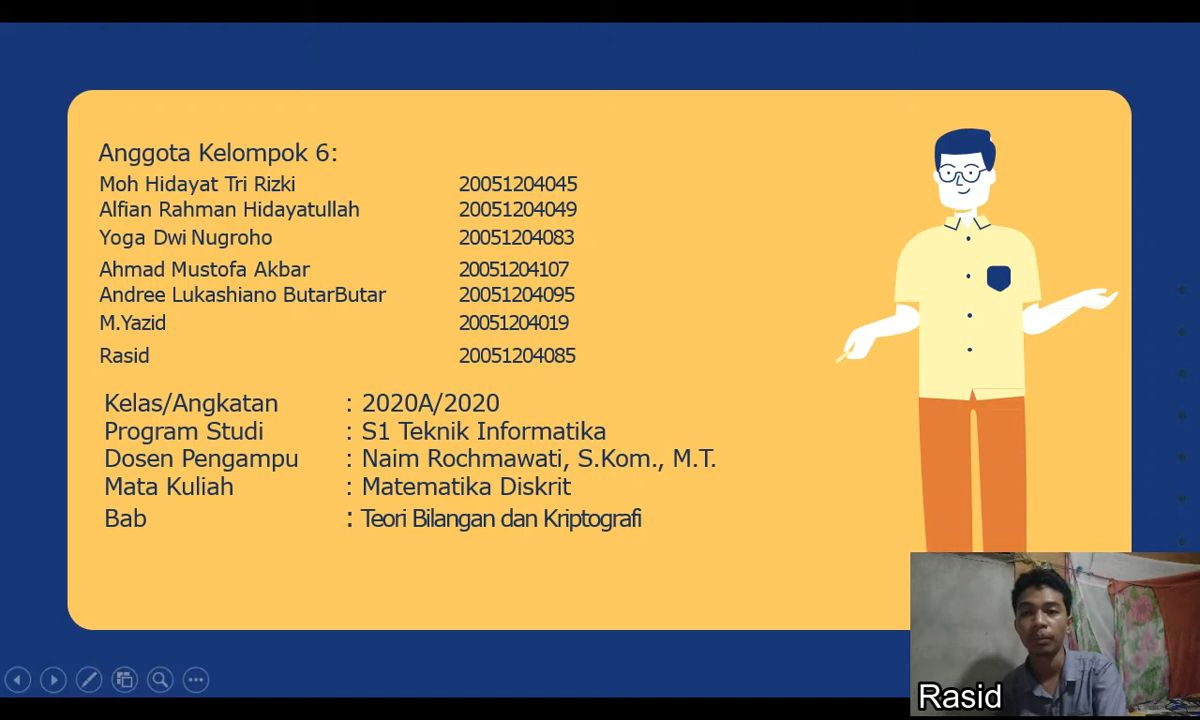 Anggota Kelompok 6:
Moh Hidayat Tri Rizki 20051204045
Alfian Rahman Hidayatullah 20051204049
Yoga Dwi Nugroho 20051204083
Ahmad Mustofa Akbar 20051204107
Andree Lukashiano ButarButar 20051204095
M.Yazid 20051204019
Rasid 20051204085
Kelas/Angkatan : 2020A/2020
Program Studi : S1 Teknik Informatika
Dosen Pengampu : Naim Rochmawati, S.Kom., M.T.
Mata Kuliah : Matematika Diskrit
Bab : Teori Bilangan dan Kriptografi
Rasid